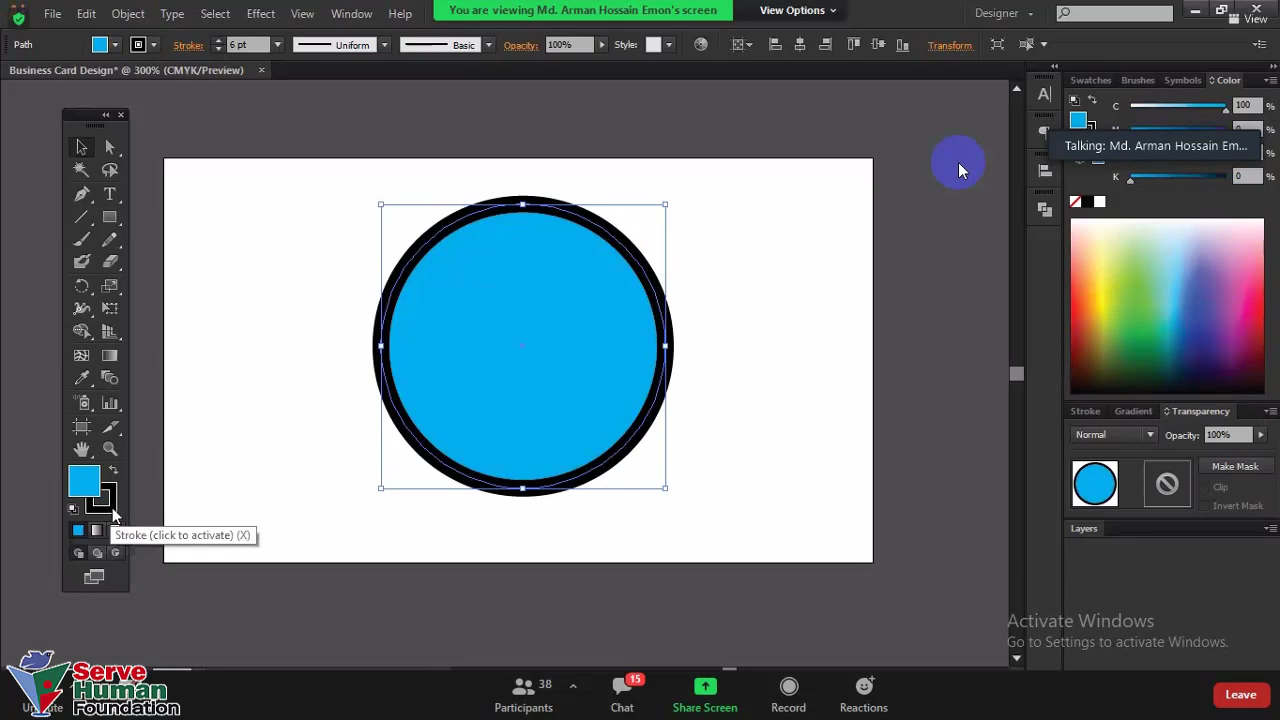 File Edit Object Type Select Effect View Window Help
You are viewing Md. Arman Hossain Emon's screen
View Options
Designer
View
Path
Stroke:
6 pt
Uniform
Basic
Opacity:
100%
Style:
Transform
Business Card Design* @ 300% (CMYK/Preview)
Swatches Brushes Symbols Color
C
100
%
%
Talking: Md. Arman Hossain Em...
%
K
0
%
Stroke Gradient Transparency
Normal
Opacity:
100%
Make Mask
Clip
Invert Mask
Layers
Stroke (click to activate) (X)
Activate Windows
Go to Settings to activate Windows.
Serve
Human
Foundation
38
15
Participants
Chat
Share Screen
Record
Reactions
Leave